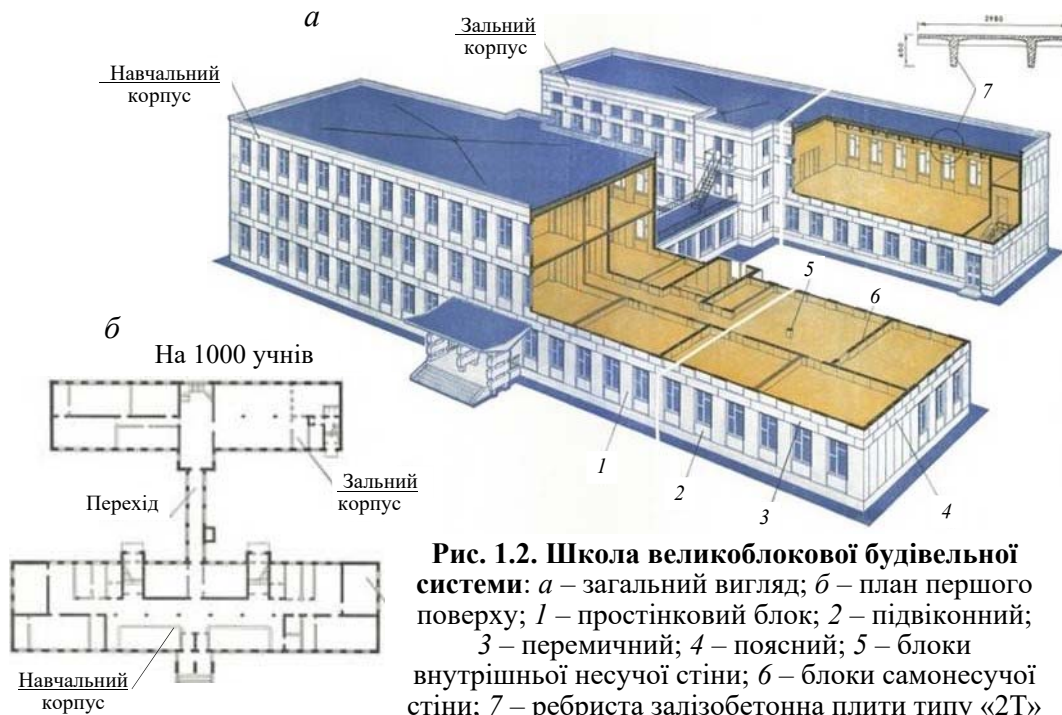 а
Зальний
корпус
Навчальний
корпус
2980
600
7
5
6
б
На 1000 учнів
Перехід
Зальний
корпус
Навчальний
корпус
1
2
3
4
Рис. 1.2. Школа великоблокової будівельної
системи: а – загальний вигляд; б – план першого
поверху; 1 – простінковий блок; 2 – підвіконний;
3 – перемичний; 4 – поясний; 5 – блоки
внутрішньої несучої стіни; 6 – блоки самонесучої
стіни; 7 – ребриста залізобетонна плити типу «2Т»